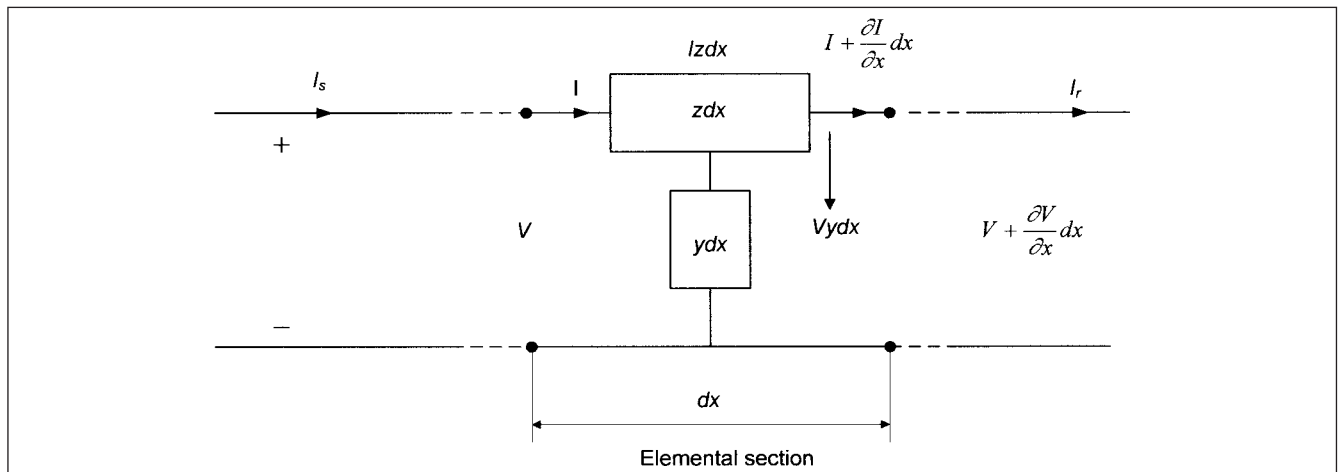 Izdx
I + ∂I/∂x dx
I_s
I
zdx
I_r
+
V
ydx
Vydx
V + ∂V/∂x dx
−
dx
Elemental section